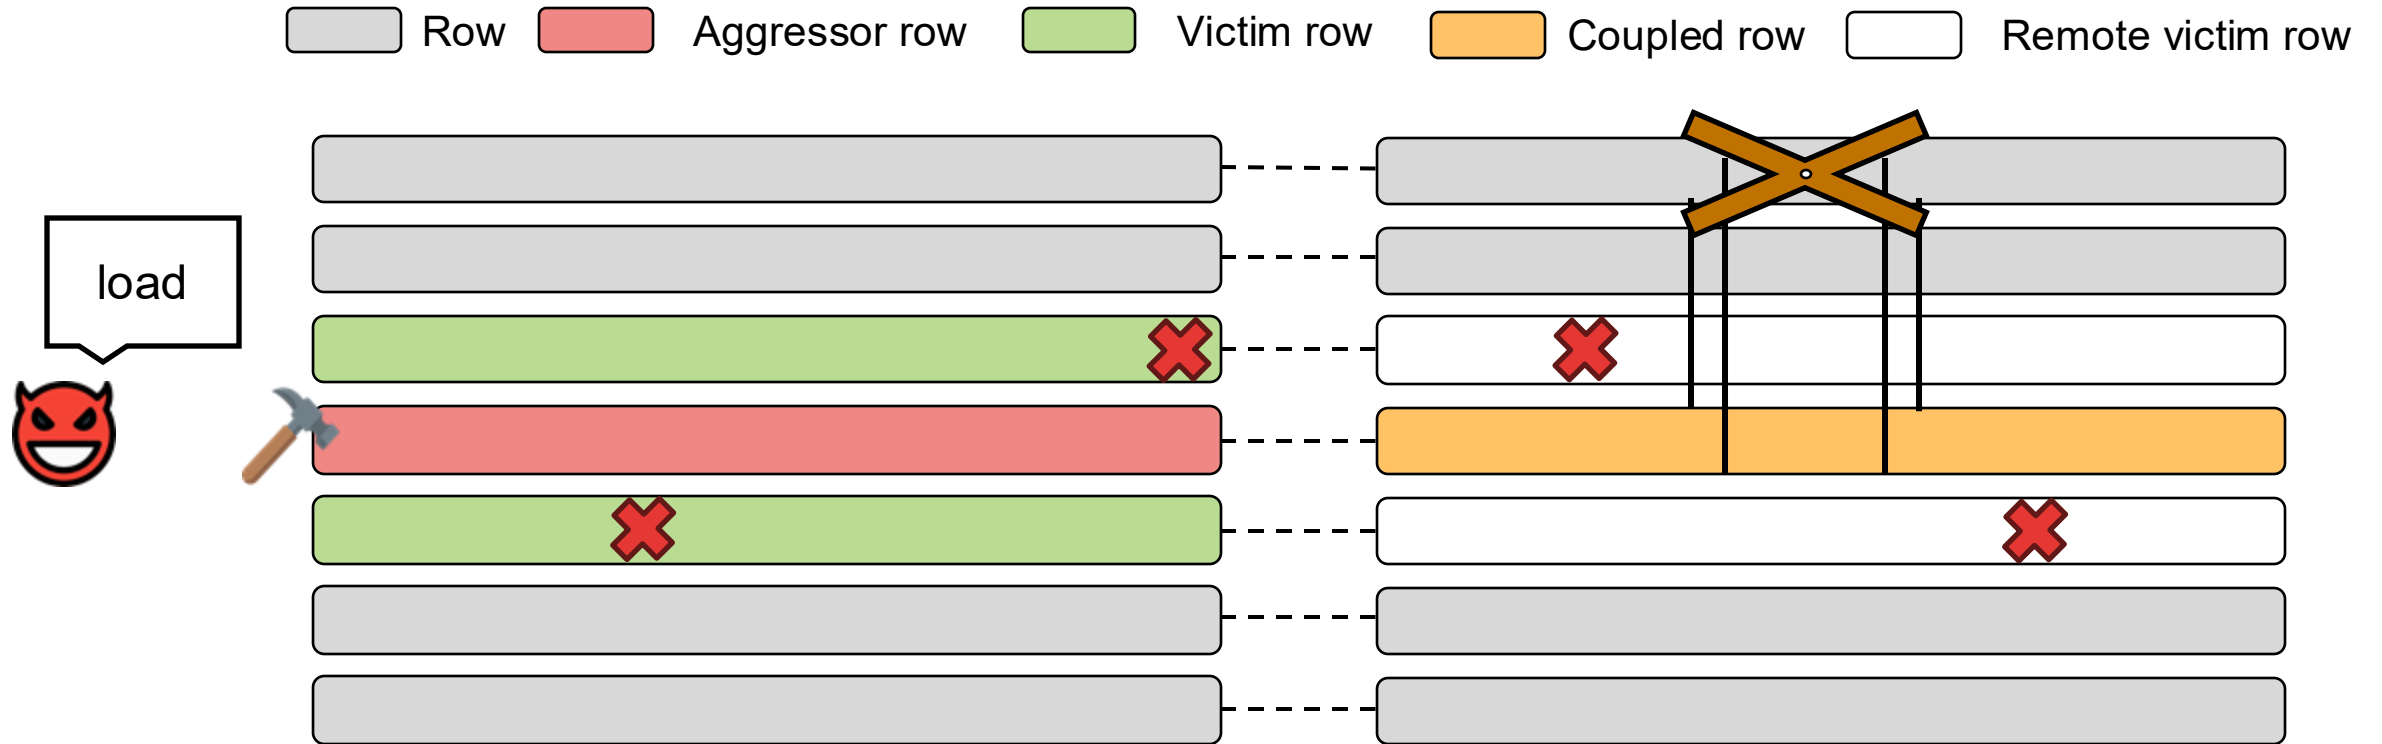 Row
Aggressor row
Victim row
Coupled row
Remote victim row
load